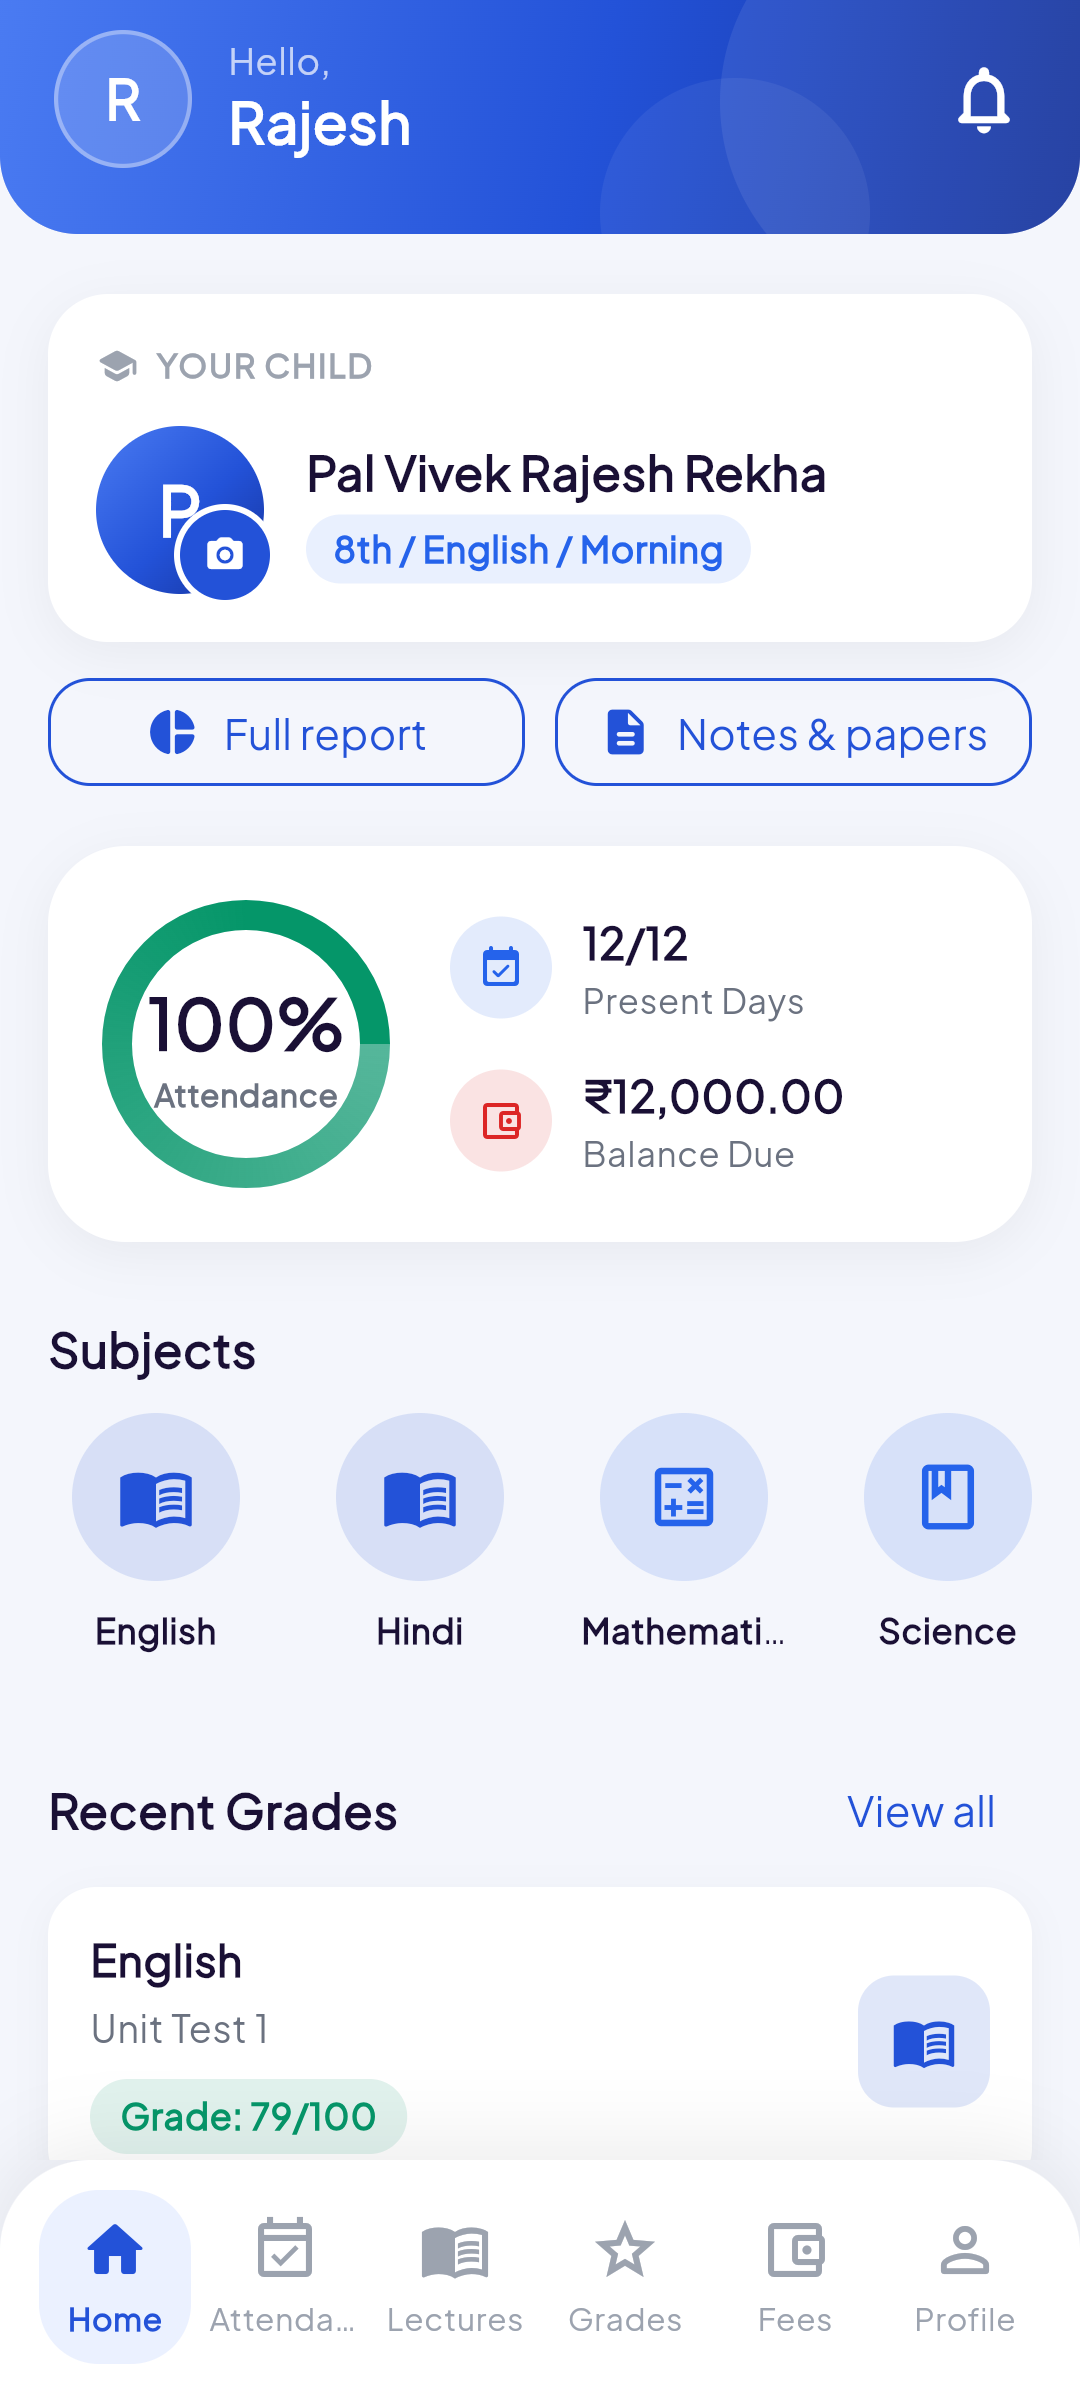 R
Hello,
Rajesh
YOUR CHILD
P
Pal Vivek Rajesh Rekha
8th / English / Morning
Full report
Notes & papers
100%
Attendance
12/12
Present Days
₹12,000.00
Balance Due
Subjects
English
Hindi
Mathemati...
Science
Recent Grades
View all
English
Unit Test 1
Grade: 79/100
Home
Attenda...
Lectures
Grades
Fees
Profile